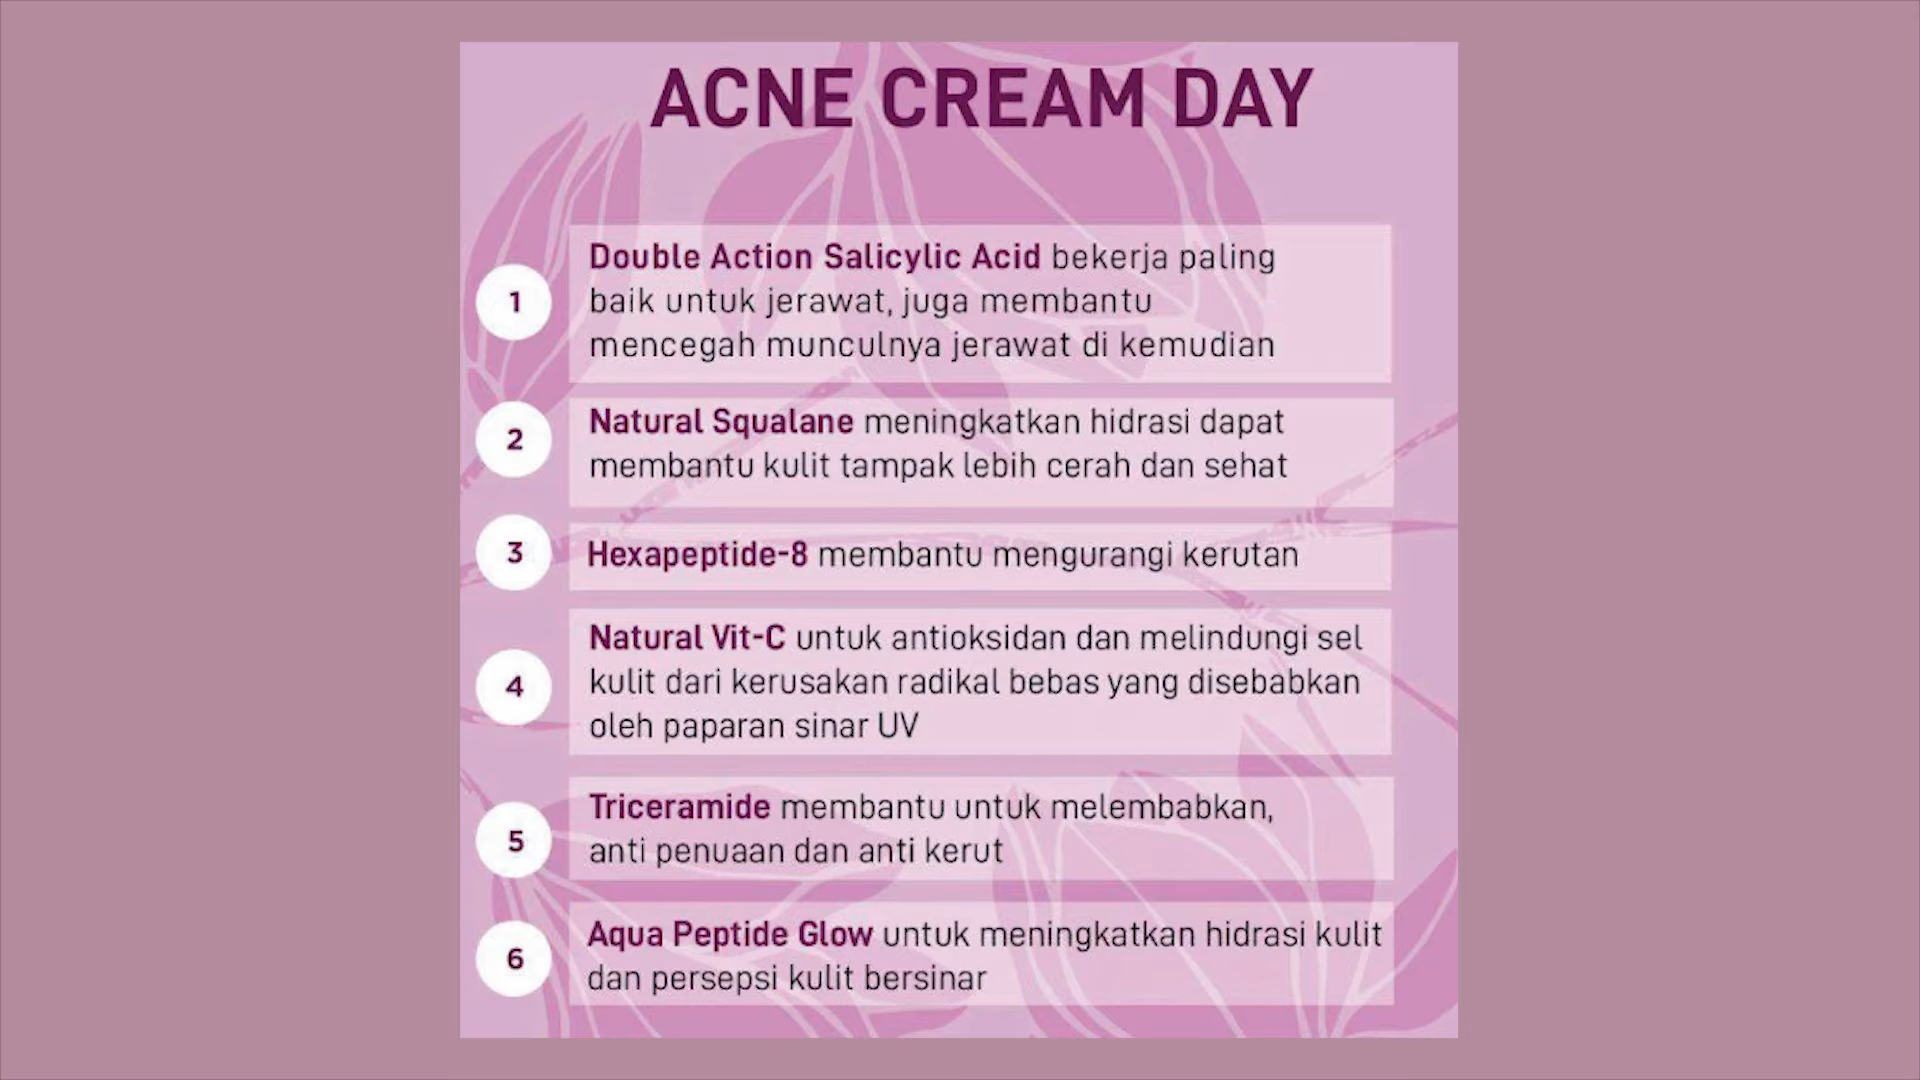 ACNE CREAM DAY
1
Double Action Salicylic Acid bekerja paling
baik untuk jerawat, juga membantu
mencegah munculnya jerawat di kemudian
2
Natural Squalane meningkatkan hidrasi dapat
membantu kulit tampak lebih cerah dan sehat
3
Hexapeptide-8 membantu mengurangi kerutan
4
Natural Vit-C untuk antioksidan dan melindungi sel
kulit dari kerusakan radikal bebas yang disebabkan
oleh paparan sinar UV
5
Triceramide membantu untuk melembabkan,
anti penuaan dan anti kerut
6
Aqua Peptide Glow untuk meningkatkan hidrasi kulit
dan persepsi kulit bersinar